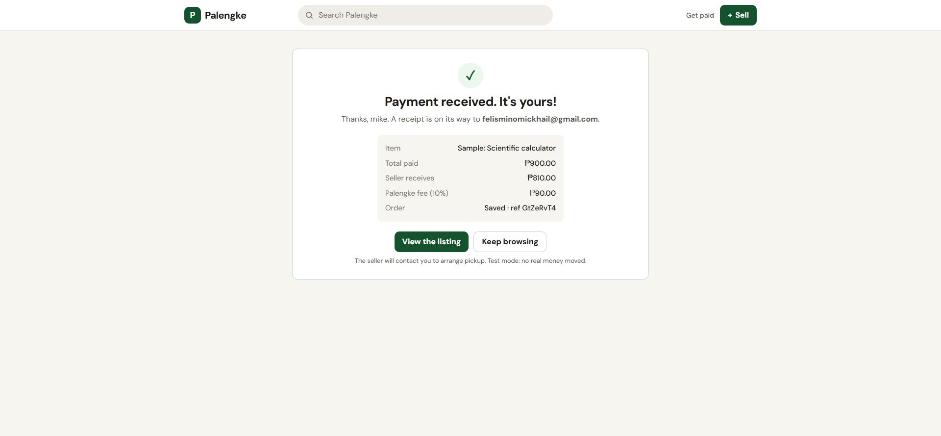 P Palengke
Search Palengke
Get paid
+ Sell
✓
Payment received. It's yours!
Thanks, mike. A receipt is on its way to felisminomickhail@gmail.com.
Item Sample: Scientific calculator
Total paid ₱900.00
Seller receives ₱810.00
Palengke fee (10%) ₱90.00
Order Saved · ref GtZeRvT4
View the listing
Keep browsing
The seller will contact you to arrange pickup. Test mode: no real money moved.